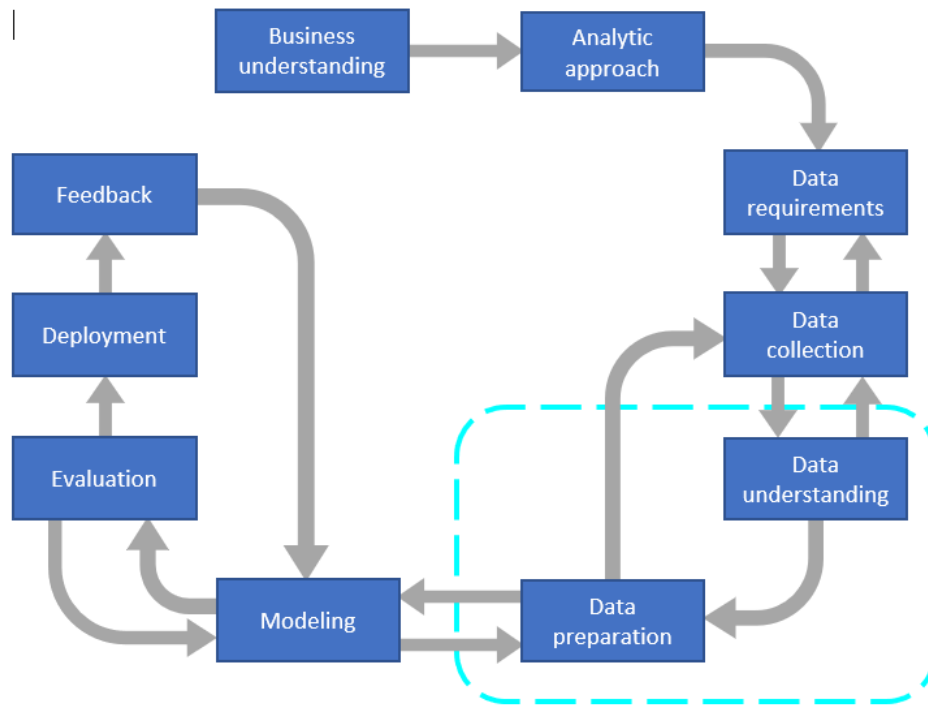 Business
understanding
Analytic
approach
Data
requirements
Data
collection
Data
understanding
Data
preparation
Modeling
Evaluation
Deployment
Feedback